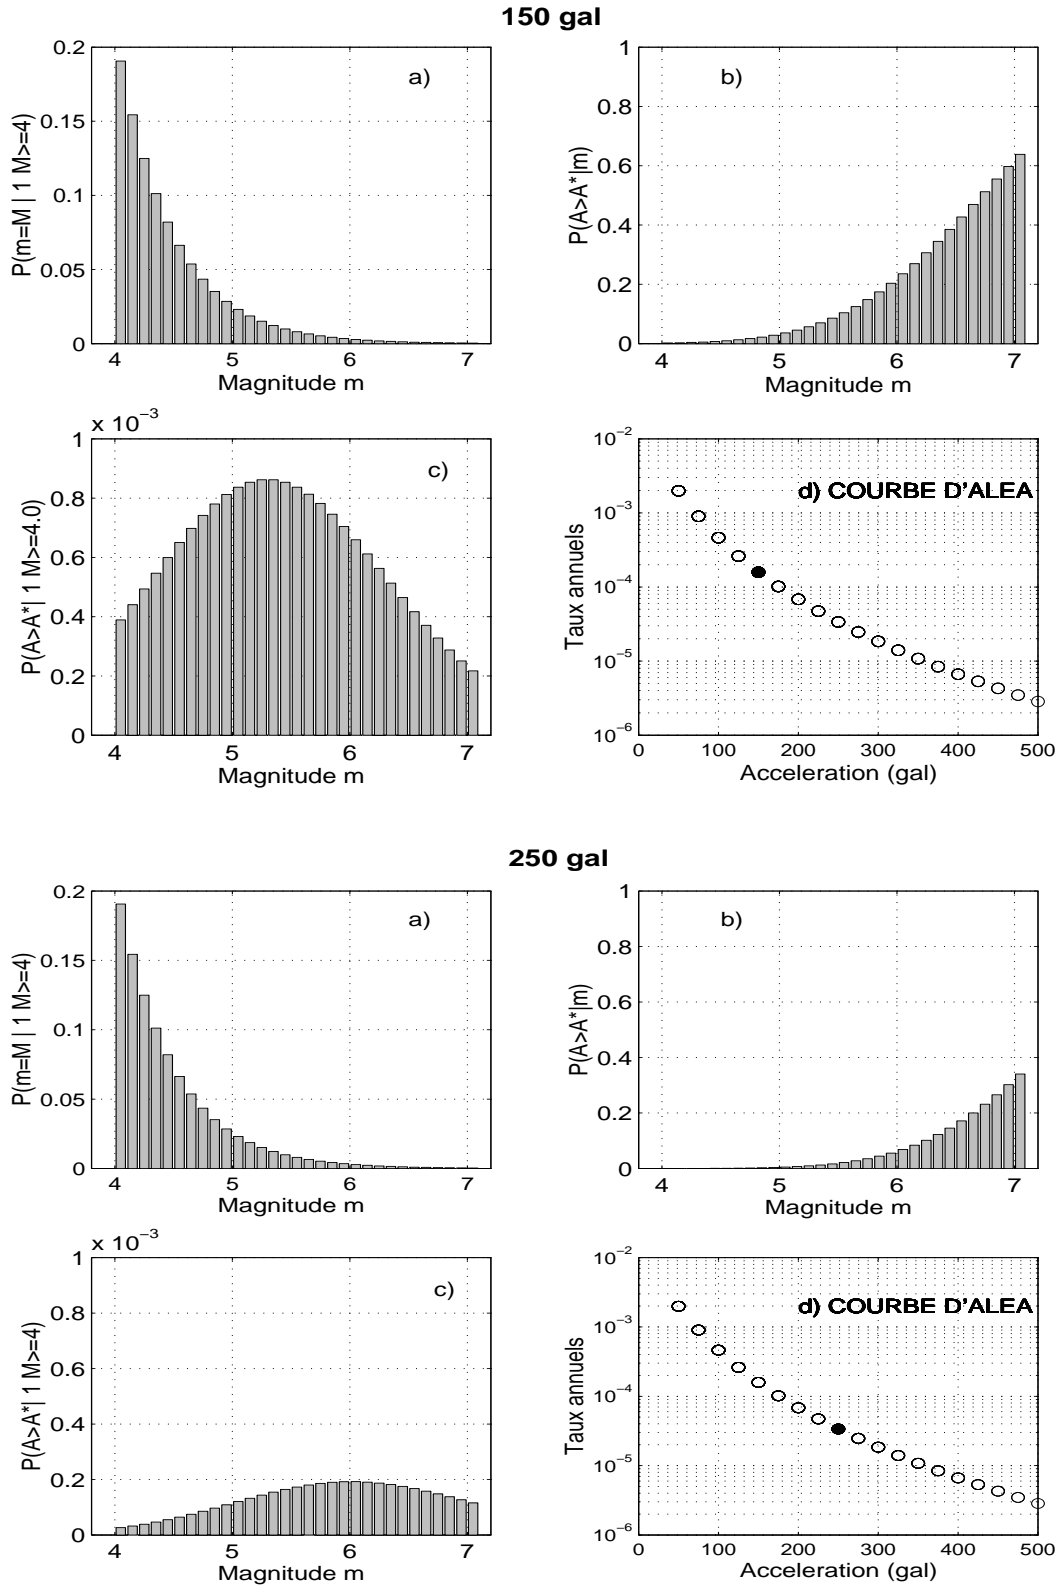 150 gal
0.2
0.15
0.1
0.05
0
4
5
6
7
P(m=M | 1 M>=4)
Magnitude m
a)
1
0.8
0.6
0.4
0.2
0
4
5
6
7
P(A>A*|m)
Magnitude m
b)
x 10−3
1
0.8
0.6
0.4
0.2
0
4
5
6
7
P(A>A*| 1 M>=4.0)
Magnitude m
c)
10−2
10−3
10−4
10−5
10−6
0
100
200
300
400
500
Taux annuels
Acceleration (gal)
d) COURBE D'ALEA
250 gal
0.2
0.15
0.1
0.05
0
4
5
6
7
P(m=M | 1 M>=4)
Magnitude m
a)
1
0.8
0.6
0.4
0.2
0
4
5
6
7
P(A>A*|m)
Magnitude m
b)
x 10−3
1
0.8
0.6
0.4
0.2
0
4
5
6
7
P(A>A*| 1 M>=4)
Magnitude m
c)
10−2
10−3
10−4
10−5
10−6
0
100
200
300
400
500
Taux annuels
Acceleration (gal)
d) COURBE D'ALEA